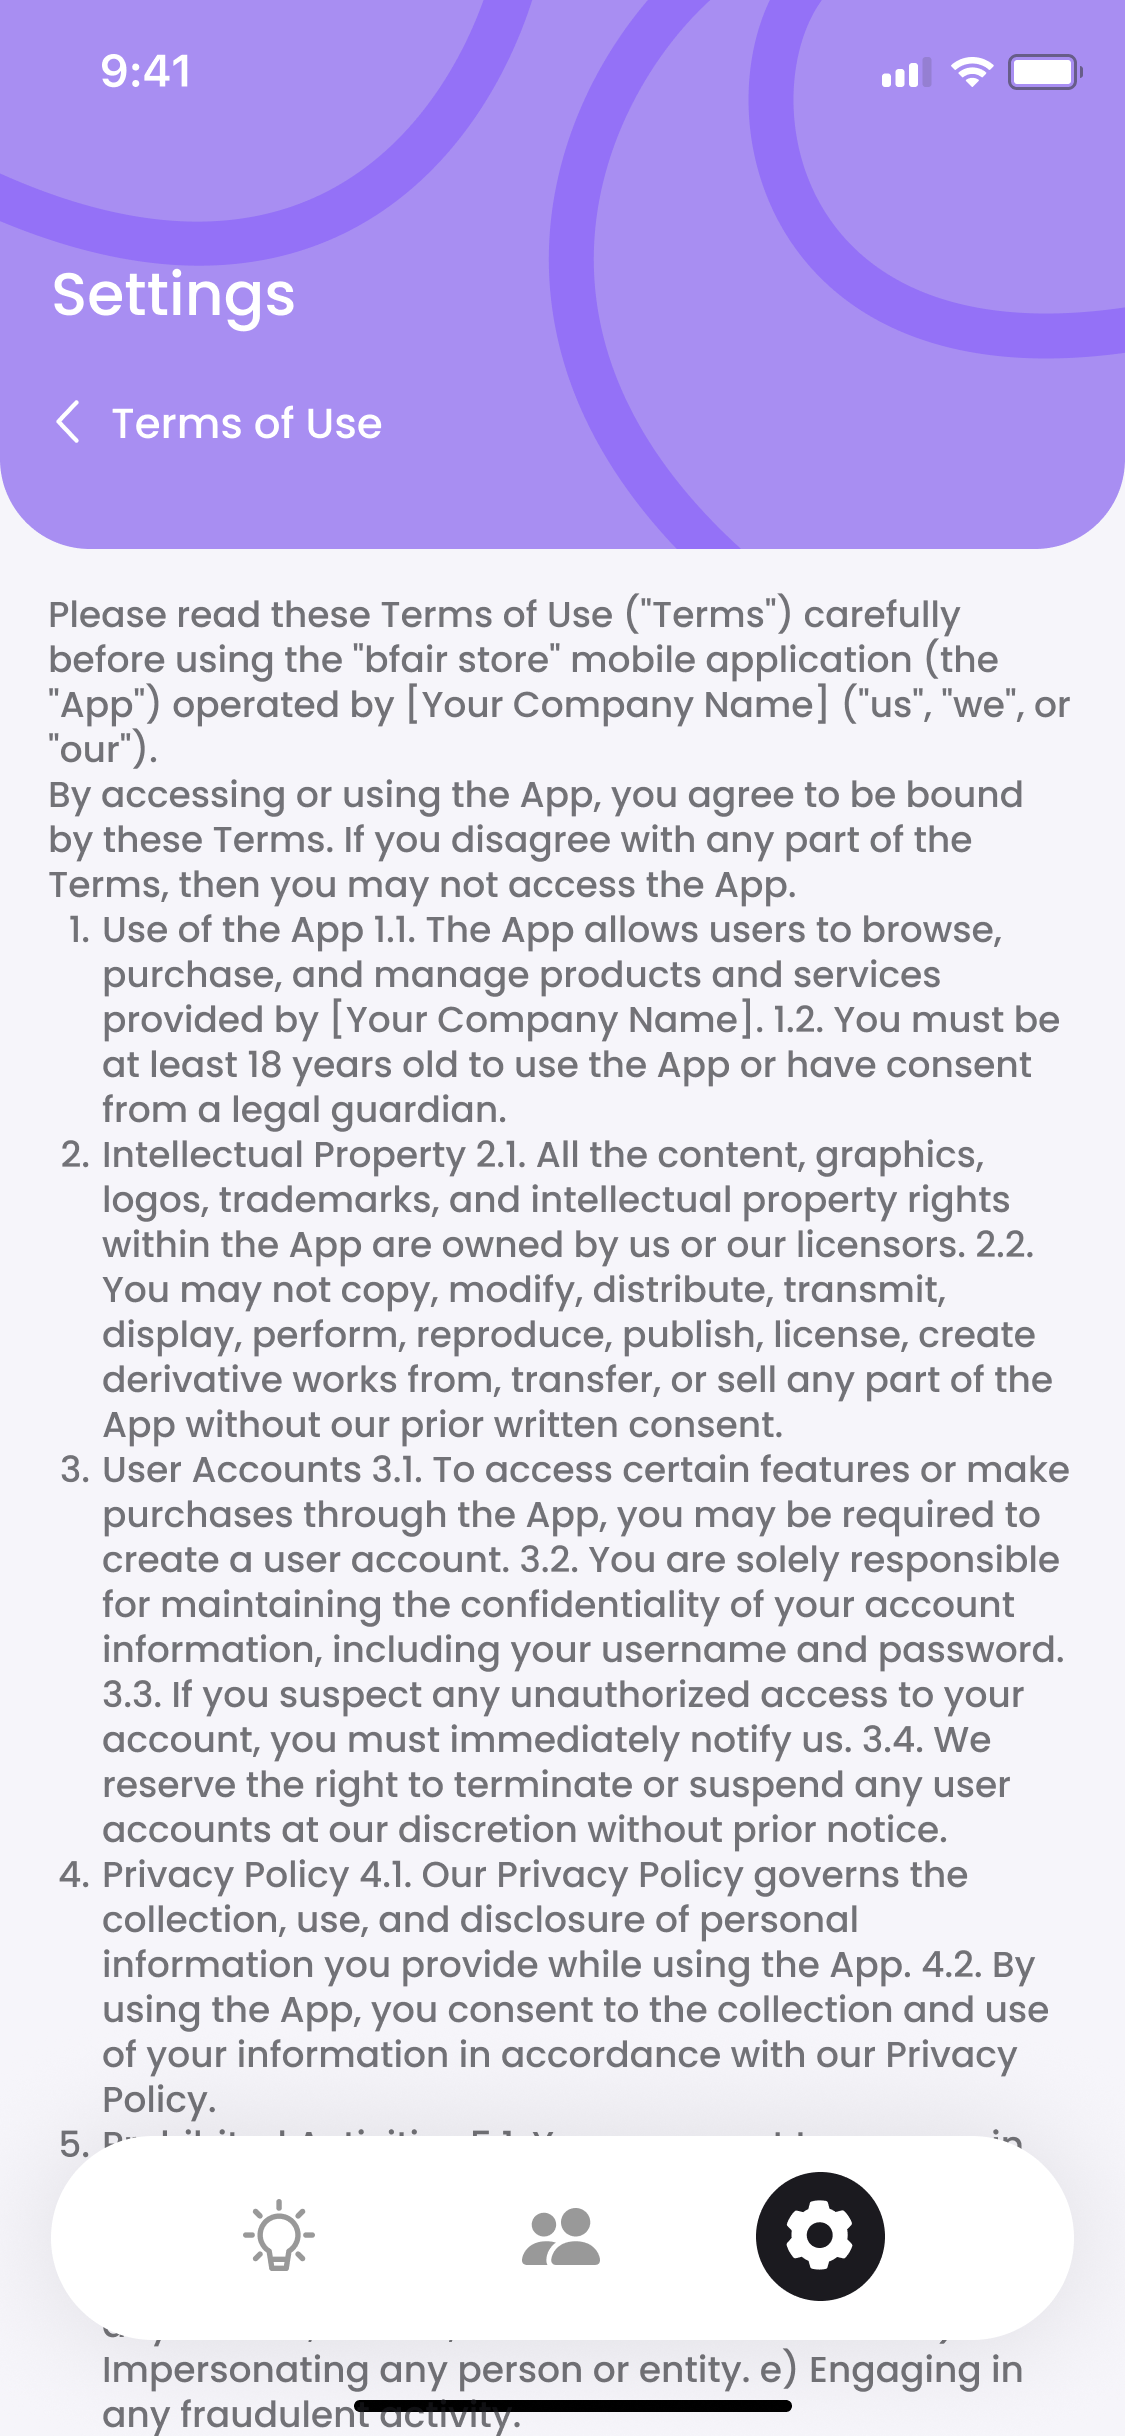 9:41
Settings
Terms of Use
Please read these Terms of Use ("Terms") carefully
before using the "bfair store" mobile application (the
"App") operated by [Your Company Name] ("us", "we", or
"our").
By accessing or using the App, you agree to be bound
by these Terms. If you disagree with any part of the
Terms, then you may not access the App.
1. Use of the App 1.1. The App allows users to browse,
purchase, and manage products and services
provided by [Your Company Name]. 1.2. You must be
at least 18 years old to use the App or have consent
from a legal guardian.
2. Intellectual Property 2.1. All the content, graphics,
logos, trademarks, and intellectual property rights
within the App are owned by us or our licensors. 2.2.
You may not copy, modify, distribute, transmit,
display, perform, reproduce, publish, license, create
derivative works from, transfer, or sell any part of the
App without our prior written consent.
3. User Accounts 3.1. To access certain features or make
purchases through the App, you may be required to
create a user account. 3.2. You are solely responsible
for maintaining the confidentiality of your account
information, including your username and password.
3.3. If you suspect any unauthorized access to your
account, you must immediately notify us. 3.4. We
reserve the right to terminate or suspend any user
accounts at our discretion without prior notice.
4. Privacy Policy 4.1. Our Privacy Policy governs the
collection, use, and disclosure of personal
information you provide while using the App. 4.2. By
using the App, you consent to the collection and use
of your information in accordance with our Privacy
Policy.
5.
Impersonating any person or entity. e) Engaging in
any fraudulent activity.